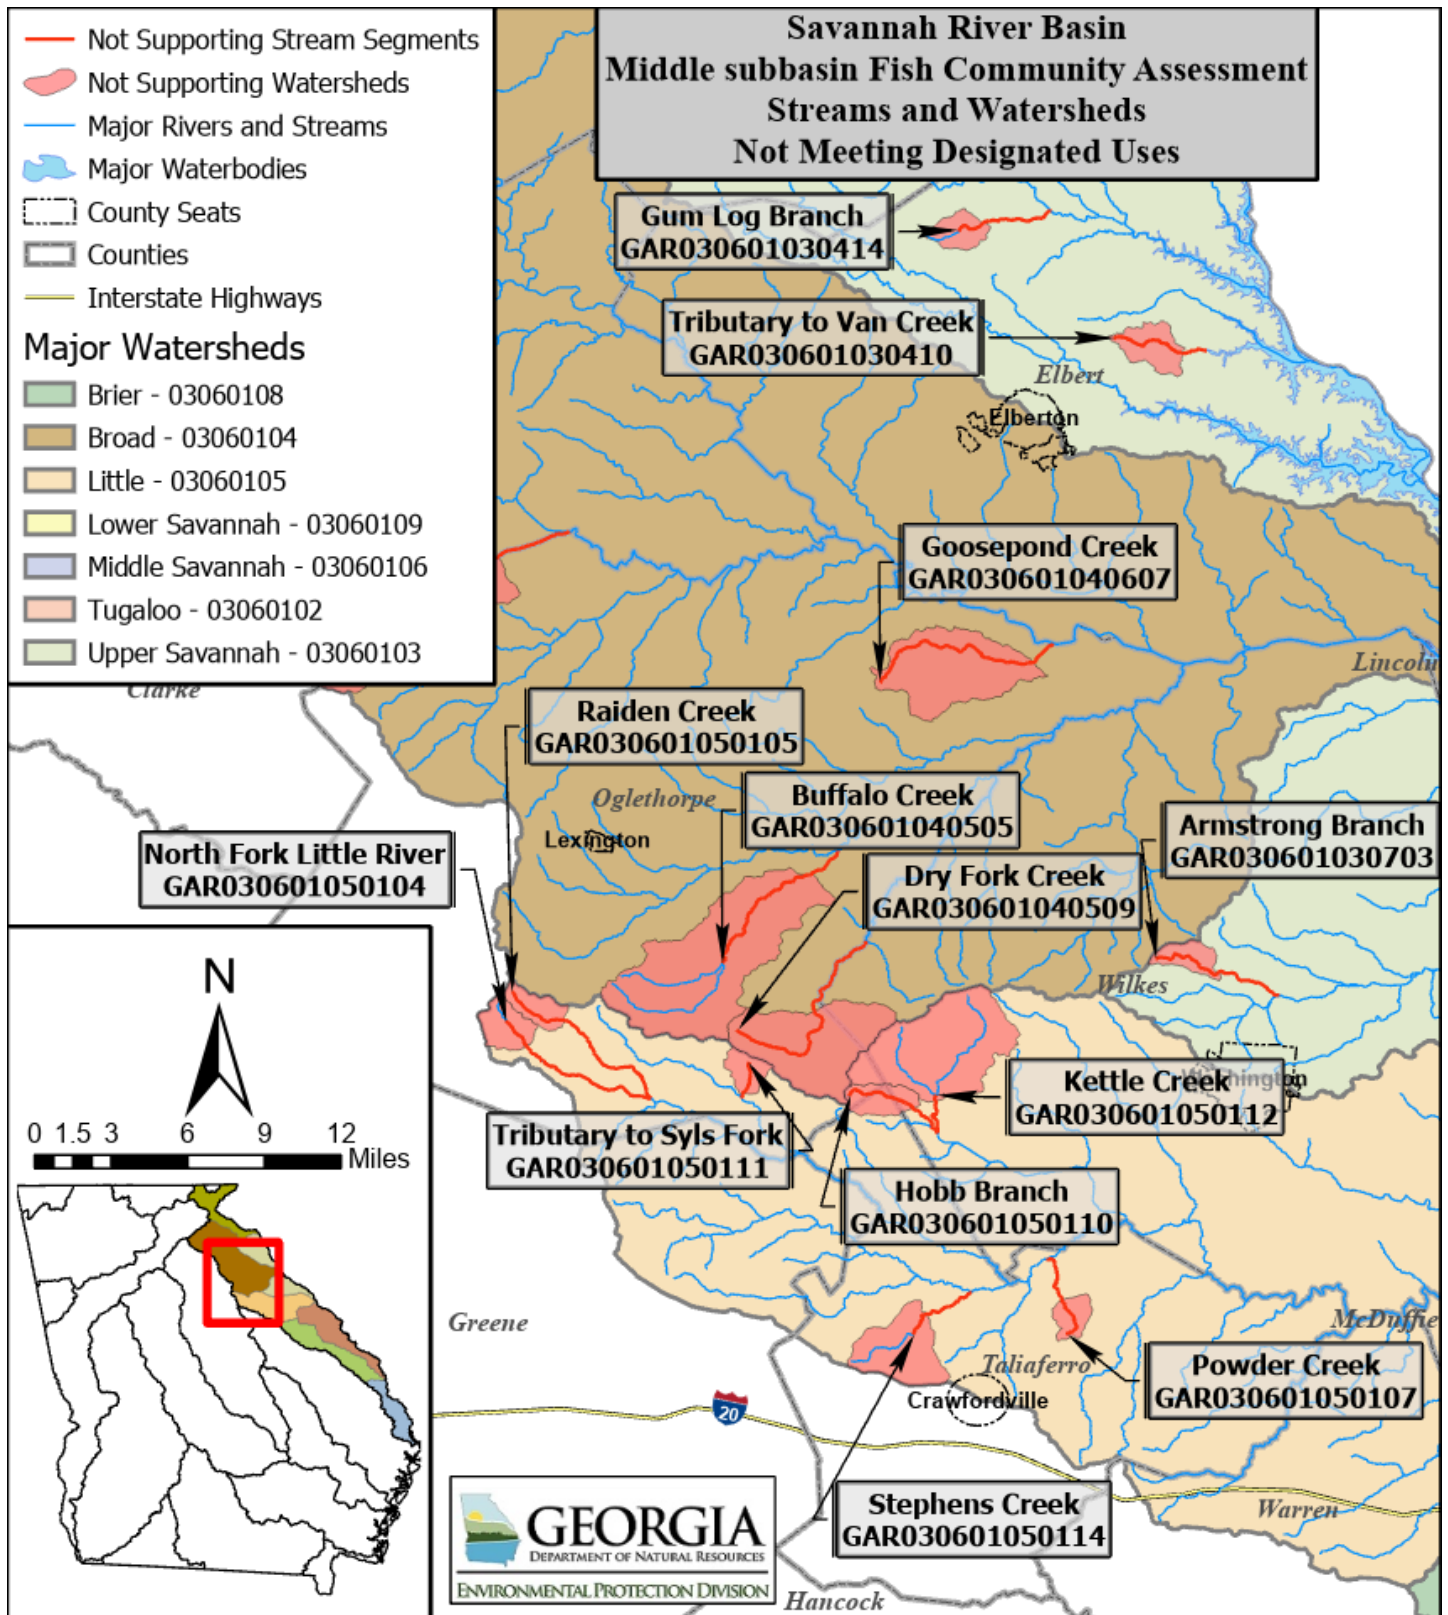 Not Supporting Stream Segments
Not Supporting Watersheds
Major Rivers and Streams
Major Waterbodies
County Seats
Counties
Interstate Highways
Major Watersheds
Brier - 03060108
Broad - 03060104
Little - 03060105
Lower Savannah - 03060109
Middle Savannah - 03060106
Tugaloo - 03060102
Upper Savannah - 03060103
Savannah River Basin
Middle subbasin Fish Community Assessment
Streams and Watersheds
Not Meeting Designated Uses
Gum Log Branch
GAR030601030414
Tributary to Van Creek
GAR030601030410
Elbert
Elberton
Goosepond Creek
GAR030601040607
Lincoln
Clarke
Raiden Creek
GAR030601050105
Oglethorpe
Buffalo Creek
GAR030601040505
Lexington
Armstrong Branch
GAR030601030703
North Fork Little River
GAR030601050104
Dry Fork Creek
GAR030601040509
Wilkes
Washington
Kettle Creek
GAR030601050112
Tributary to Syls Fork
GAR030601050111
Hobb Branch
GAR030601050110
N
0 1.5 3 6 9 12
Miles
Greene
McDuffie
Taliaferro
Crawfordville
Powder Creek
GAR030601050107
20
Stephens Creek
GAR030601050114
Warren
GEORGIA
DEPARTMENT OF NATURAL RESOURCES
ENVIRONMENTAL PROTECTION DIVISION
Hancock